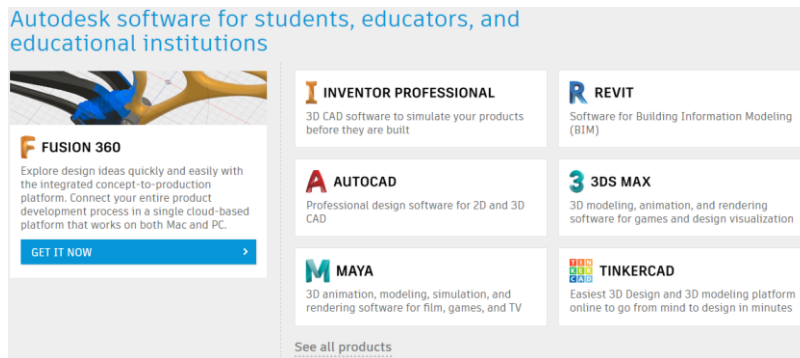 Autodesk software for students, educators, and
educational institutions
FUSION 360
Explore design ideas quickly and easily with
the integrated concept-to-production
platform. Connect your entire product
development process in a single cloud-based
platform that works on both Mac and PC.
GET IT NOW
INVENTOR PROFESSIONAL
3D CAD software to simulate your products
before they are built
REVIT
Software for Building Information Modeling
(BIM)
AUTOCAD
Professional design software for 2D and 3D
CAD
3DS MAX
3D modeling, animation, and rendering
software for games and design visualization
MAYA
3D animation, modeling, simulation, and
rendering software for film, games, and TV
TIN
KER
CAD
TINKERCAD
Easiest 3D Design and 3D modeling platform
online to go from mind to design in minutes
See all products